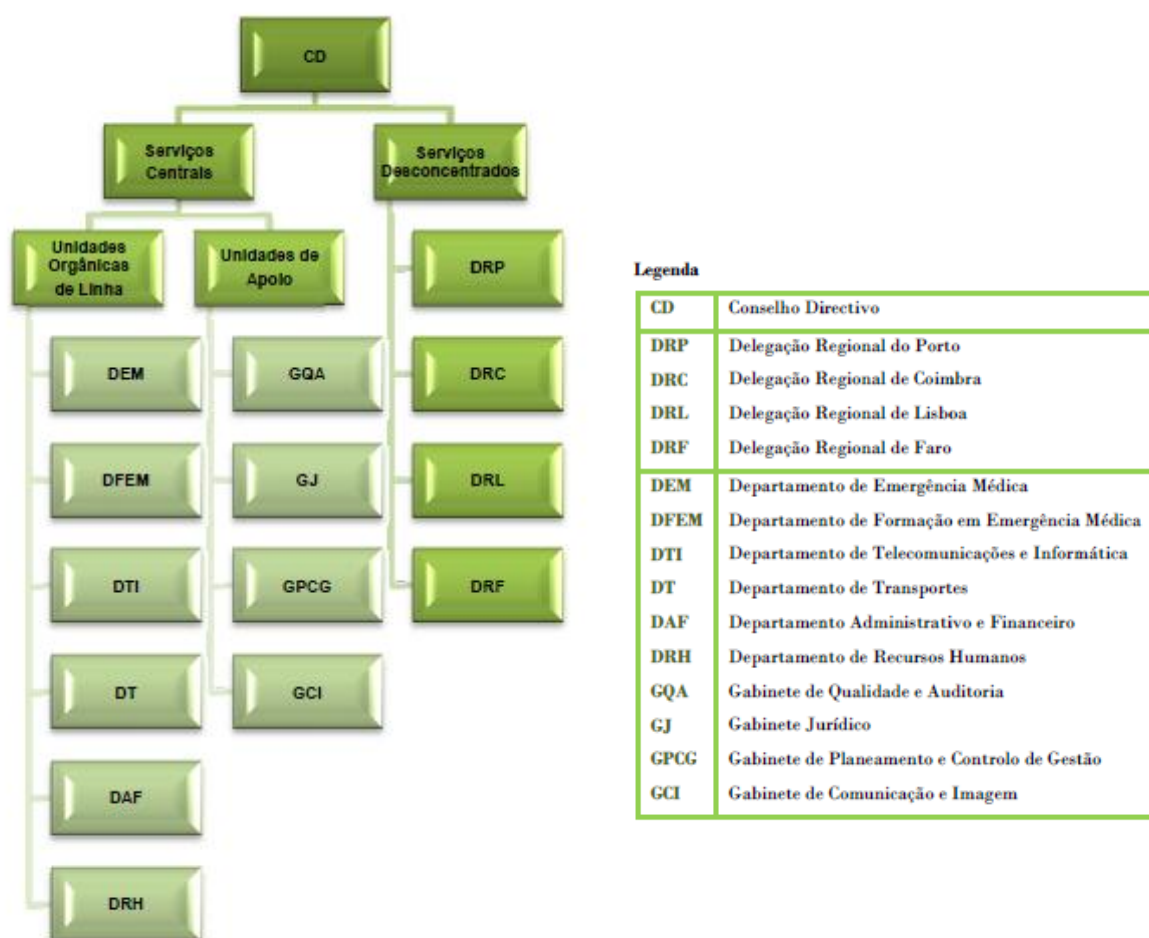 CD
Serviços
Centrais
Serviços
Desconcentrados
Unidades
Orgânicas
de Linha
Unidades de
Apoio
DRP
DEM
GQA
DRC
DFEM
GJ
DRL
DTI
GPCG
DRF
DT
GCI
DAF
DRH
Legenda
CD Conselho Directivo
DRP Delegação Regional do Porto
DRC Delegação Regional de Coimbra
DRL Delegação Regional de Lisboa
DRF Delegação Regional de Faro
DEM Departamento de Emergência Médica
DFEM Departamento de Formação em Emergência Médica
DTI Departamento de Telecomunicações e Informática
DT Departamento de Transportes
DAF Departamento Administrativo e Financeiro
DRH Departamento de Recursos Humanos
GQA Gabinete de Qualidade e Auditoria
GJ Gabinete Jurídico
GPCG Gabinete de Planeamento e Controlo de Gestão
GCI Gabinete de Comunicação e Imagem